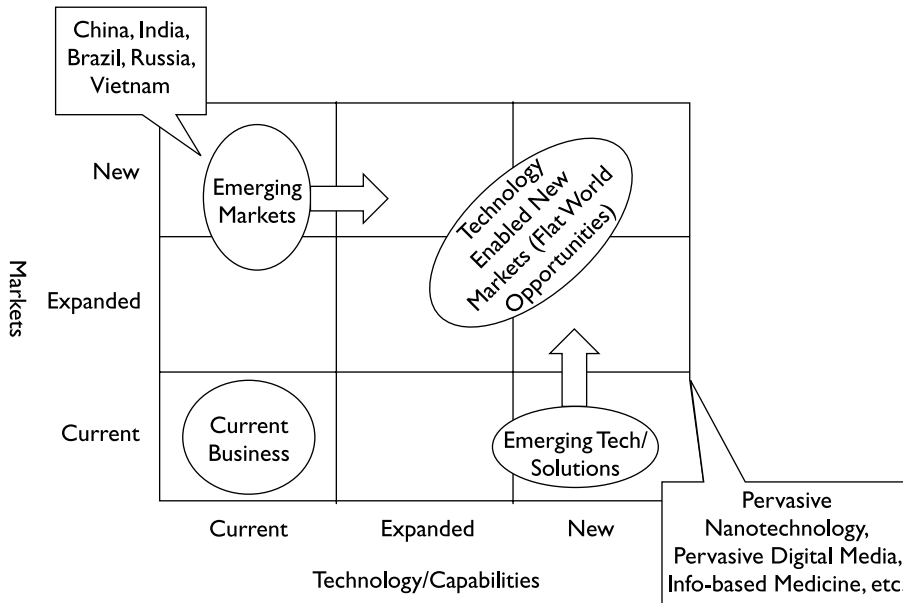 China, India,
Brazil, Russia,
Vietnam
New
Emerging
Markets
Technology
Enabled New
Markets (Flat World
Opportunities)
Markets
Expanded
Current
Current
Business
Emerging Tech/
Solutions
Current
Expanded
New
Technology/Capabilities
Pervasive
Nanotechnology,
Pervasive Digital Media,
Info-based Medicine, etc.